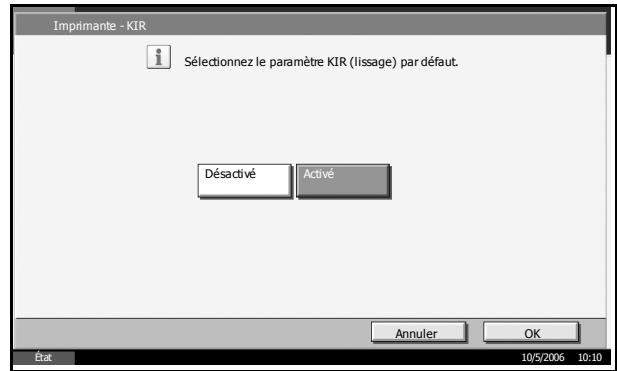 Imprimante - KIR
Sélectionnez le paramètre KIR (lissage) par défaut.
Désactivé Activé
Annuler OK
État 10/5/2006 10:10